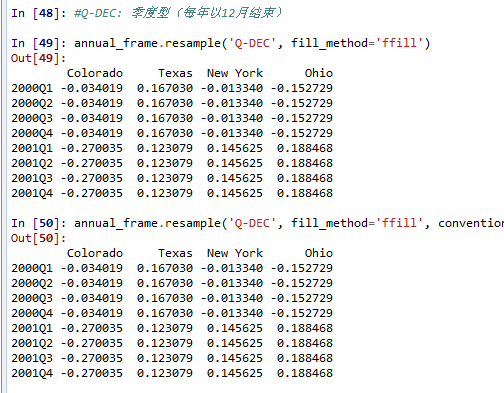 In [48]: #Q-DEC: 季度型（每年以12月结束）
In [49]: annual_frame.resample('Q-DEC', fill_method='ffill')
Out[49]:
Colorado Texas New York Ohio
2000Q1 -0.034019 0.167030 -0.013340 -0.152729
2000Q2 -0.034019 0.167030 -0.013340 -0.152729
2000Q3 -0.034019 0.167030 -0.013340 -0.152729
2000Q4 -0.034019 0.167030 -0.013340 -0.152729
2001Q1 -0.270035 0.123079 0.145625 0.188468
2001Q2 -0.270035 0.123079 0.145625 0.188468
2001Q3 -0.270035 0.123079 0.145625 0.188468
2001Q4 -0.270035 0.123079 0.145625 0.188468
In [50]: annual_frame.resample('Q-DEC', fill_method='ffill', convention
Out[50]:
Colorado Texas New York Ohio
2000Q1 -0.034019 0.167030 -0.013340 -0.152729
2000Q2 -0.034019 0.167030 -0.013340 -0.152729
2000Q3 -0.034019 0.167030 -0.013340 -0.152729
2000Q4 -0.034019 0.167030 -0.013340 -0.152729
2001Q1 -0.270035 0.123079 0.145625 0.188468
2001Q2 -0.270035 0.123079 0.145625 0.188468
2001Q3 -0.270035 0.123079 0.145625 0.188468
2001Q4 -0.270035 0.123079 0.145625 0.188468